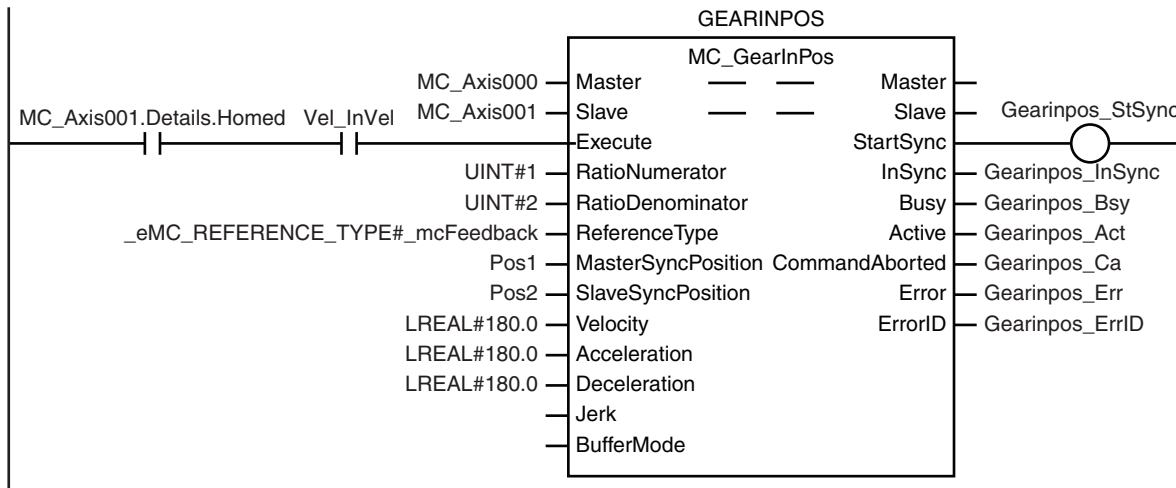 GEARINPOS
MC_GearInPos
MC_Axis000 Master Master
MC_Axis001 Slave Slave Gearinpos_StSync
MC_Axis001.Details.Homed Vel_InVel Execute StartSync
UINT#1 RatioNumerator InSync Gearinpos_InSync
UINT#2 RatioDenominator Busy Gearinpos_Bsy
_eMC_REFERENCE_TYPE#_mcFeedback ReferenceType Active Gearinpos_Act
Pos1 MasterSyncPosition CommandAborted Gearinpos_Ca
Pos2 SlaveSyncPosition Error Gearinpos_Err
LREAL#180.0 Velocity ErrorID Gearinpos_ErrID
LREAL#180.0 Acceleration
LREAL#180.0 Deceleration
Jerk
BufferMode